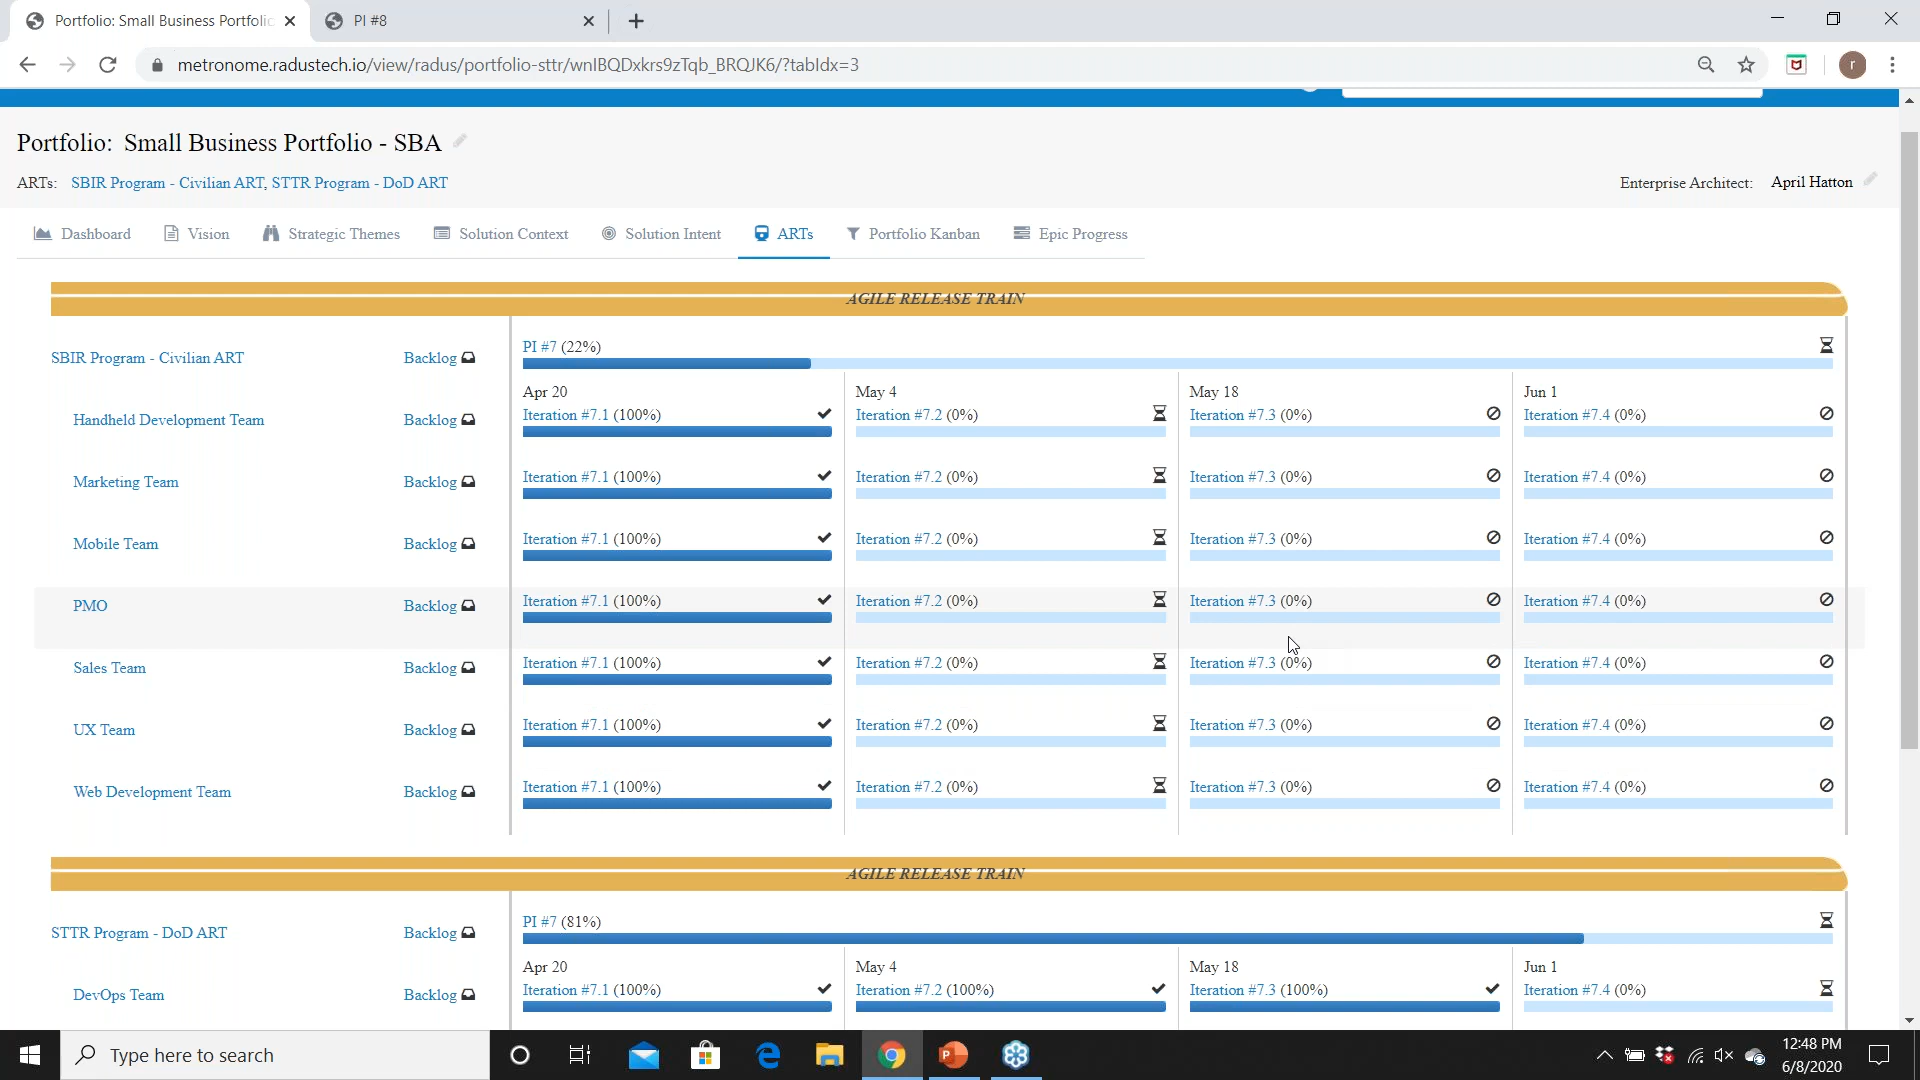 Portfolio: Small Business Portfolio
PI #8
metronome.radustech.io/view/radus/portfolio-sttr/wnIBQDxkrs9zTqb_BRQJK6/?tabIdx=3
r
Portfolio: Small Business Portfolio - SBA
ARTs: SBIR Program - Civilian ART, STTR Program - DoD ART
Enterprise Architect: April Hatton
Dashboard Vision Strategic Themes Solution Context Solution Intent ARTs Portfolio Kanban Epic Progress
AGILE RELEASE TRAIN
PI #7 (22%)
SBIR Program - Civilian ART Backlog
Apr 20 May 4 May 18 Jun 1
Handheld Development Team Backlog Iteration #7.1 (100%) Iteration #7.2 (0%) Iteration #7.3 (0%) Iteration #7.4 (0%)
Marketing Team Backlog Iteration #7.1 (100%) Iteration #7.2 (0%) Iteration #7.3 (0%) Iteration #7.4 (0%)
Mobile Team Backlog Iteration #7.1 (100%) Iteration #7.2 (0%) Iteration #7.3 (0%) Iteration #7.4 (0%)
PMO Backlog Iteration #7.1 (100%) Iteration #7.2 (0%) Iteration #7.3 (0%) Iteration #7.4 (0%)
Sales Team Backlog Iteration #7.1 (100%) Iteration #7.2 (0%) Iteration #7.3 (0%) Iteration #7.4 (0%)
UX Team Backlog Iteration #7.1 (100%) Iteration #7.2 (0%) Iteration #7.3 (0%) Iteration #7.4 (0%)
Web Development Team Backlog Iteration #7.1 (100%) Iteration #7.2 (0%) Iteration #7.3 (0%) Iteration #7.4 (0%)
AGILE RELEASE TRAIN
PI #7 (81%)
STTR Program - DoD ART Backlog
Apr 20 May 4 May 18 Jun 1
DevOps Team Backlog Iteration #7.1 (100%) Iteration #7.2 (100%) Iteration #7.3 (100%) Iteration #7.4 (0%)
Type here to search
12:48 PM
6/8/2020